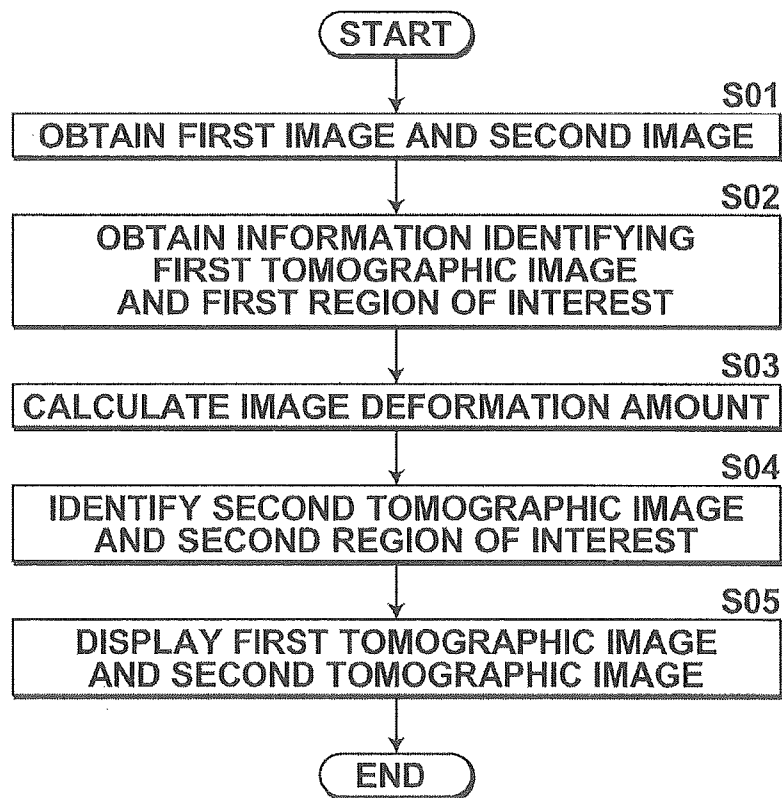 START
S01
OBTAIN FIRST IMAGE AND SECOND IMAGE
S02
OBTAIN INFORMATION IDENTIFYING
FIRST TOMOGRAPHIC IMAGE
AND FIRST REGION OF INTEREST
S03
CALCULATE IMAGE DEFORMATION AMOUNT
S04
IDENTIFY SECOND TOMOGRAPHIC IMAGE
AND SECOND REGION OF INTEREST
S05
DISPLAY FIRST TOMOGRAPHIC IMAGE
AND SECOND TOMOGRAPHIC IMAGE
END